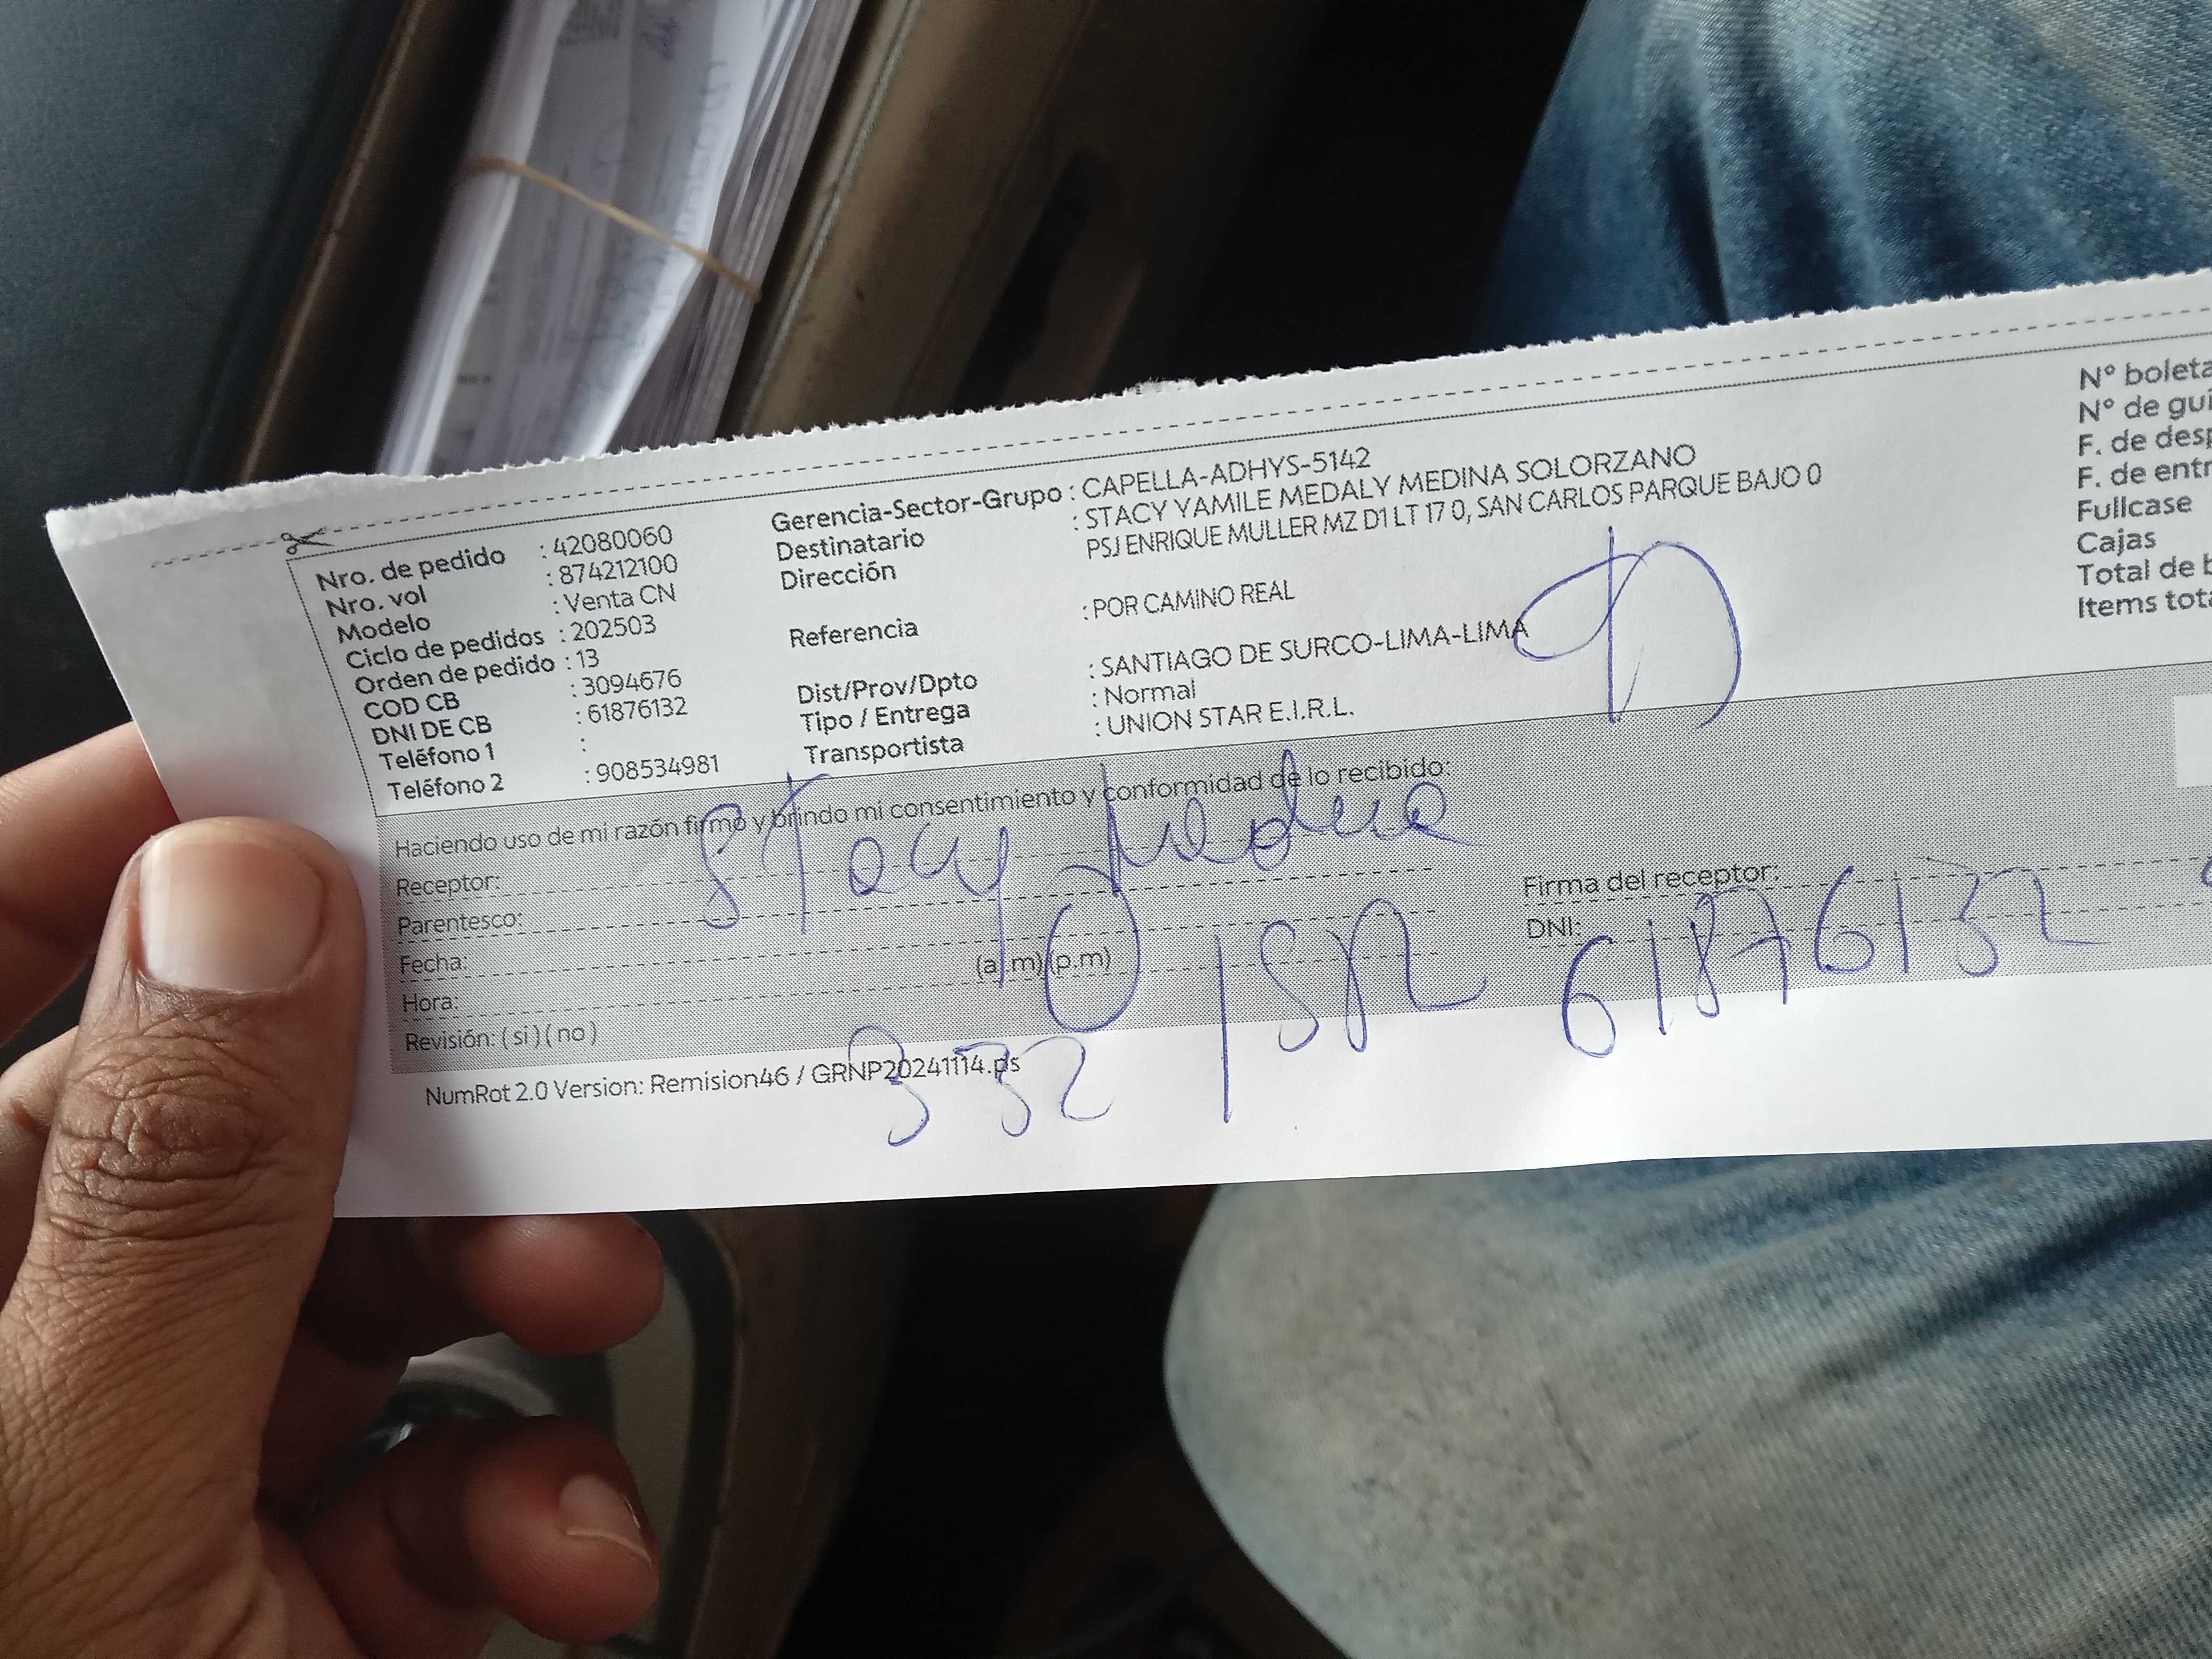 Nro. de pedido : 42080060
Nro. vol : 874212100
Modelo : Venta CN
Ciclo de pedidos : 202503
Orden de pedido : 13
COD CB : 3094676
DNI DE CB : 61876132
Teléfono 1 :
Teléfono 2 : 908534981
Gerencia-Sector-Grupo : CAPELLA-ADHYS-5142
Destinatario : STACY YAMILE MEDALY MEDINA SOLORZANO
Dirección PSJ ENRIQUE MULLER MZ D1 LT 17 0, SAN CARLOS PARQUE BAJO 0
Referencia : POR CAMINO REAL
Dist/Prov/Dpto : SANTIAGO DE SURCO-LIMA-LIMA
Tipo / Entrega : Normal
Transportista : UNION STAR E.I.R.L.
N° boleta
N° de gui
F. de desp
F. de entr
Fullcase
Cajas
Total de b
Items tot
Haciendo uso de mi razón firmo y brindo mi consentimiento y conformidad de lo recibido:
Receptor: Stacy Medina
Parentesco:
Fecha:
Hora: (a.m)(p.m)
Revisión: ( si ) ( no )
Firma del receptor:
DNI: 61876132
332
NumRot 2.0 Version: Remision46 / GRNP20241114.ps